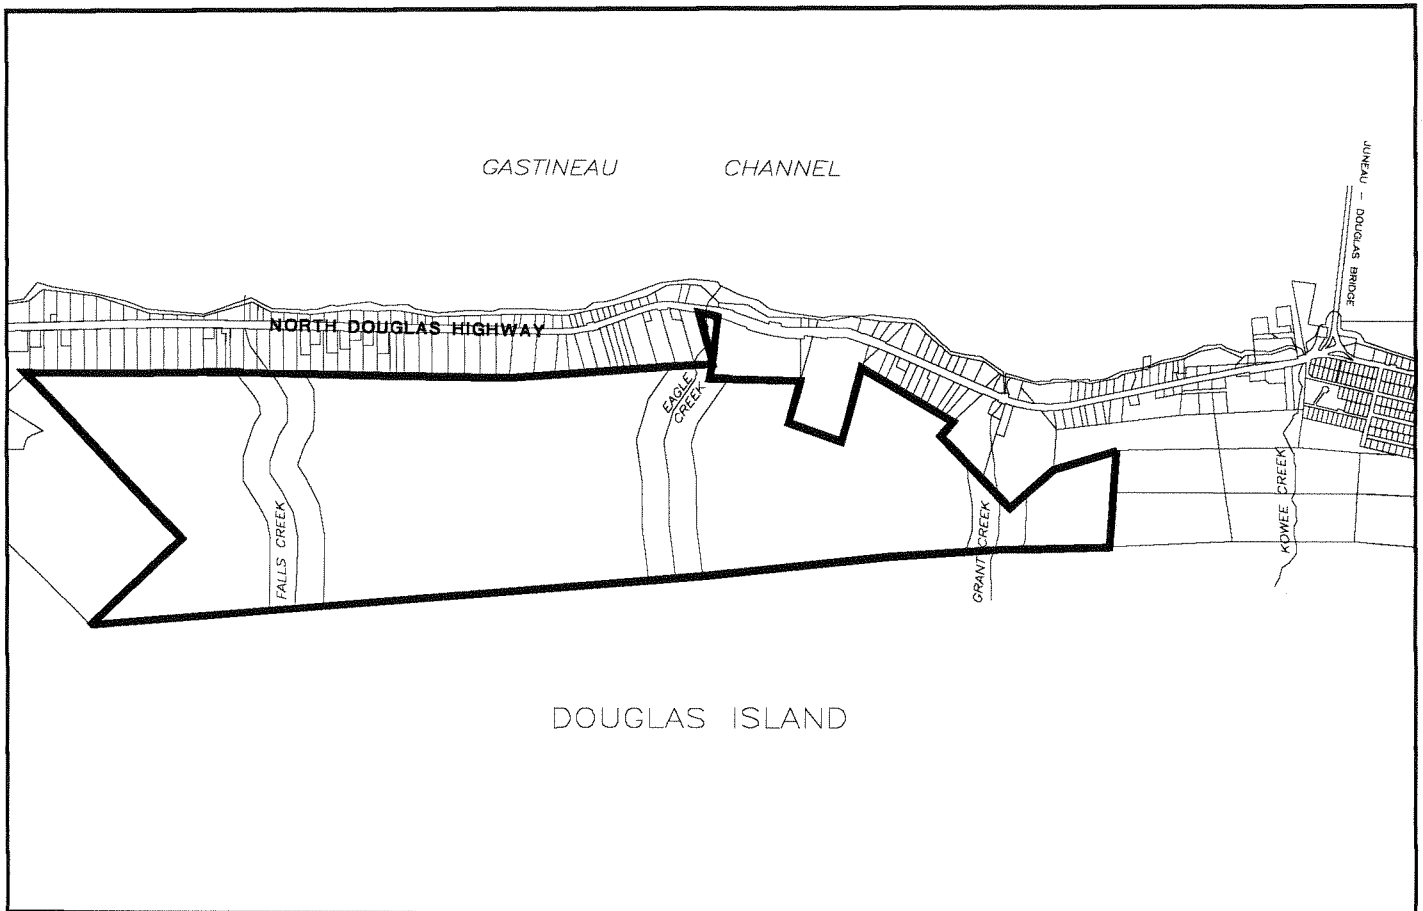 GASTINEAU CHANNEL
JUNEAU - DOUGLAS BRIDGE
NORTH DOUGLAS HIGHWAY
EAGLE
CREEK
FALLS CREEK
GRANT CREEK
KOWEE CREEK
DOUGLAS ISLAND